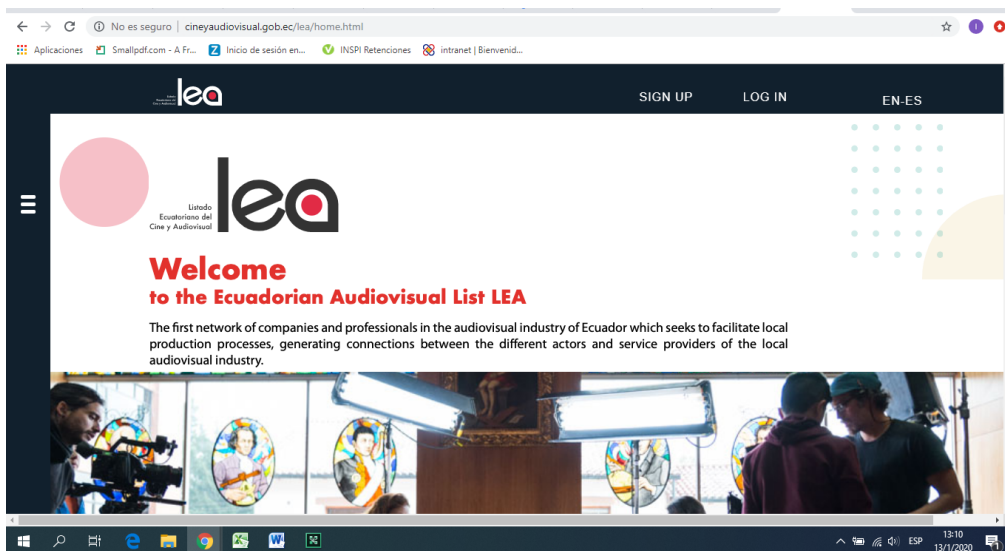 No es seguro | cineyaudiovisual.gob.ec/lea/home.html
Aplicaciones Smallpdf.com - A Fr... Inicio de sesión en... INSPI Retenciones intranet | Bienvenid...
lea SIGN UP LOG IN EN-ES
Listado
Ecuatoriano del
Cine y Audiovisual
lea
Welcome
to the Ecuadorian Audiovisual List LEA
The first network of companies and professionals in the audiovisual industry of Ecuador which seeks to facilitate local
production processes, generating connections between the different actors and service providers of the local
audiovisual industry.
ESP
13:10
13/1/2020